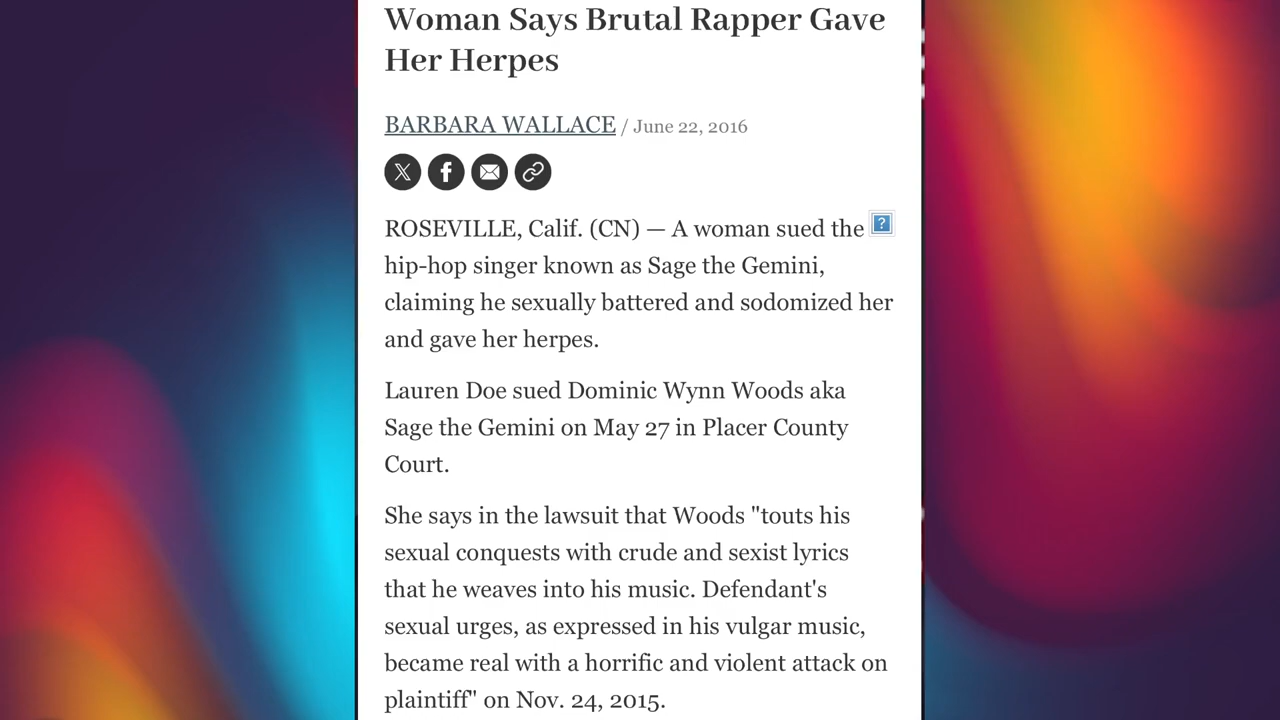 Woman Says Brutal Rapper Gave
Her Herpes
BARBARA WALLACE / June 22, 2016
ROSEVILLE, Calif. (CN) — A woman sued the
hip-hop singer known as Sage the Gemini,
claiming he sexually battered and sodomized her
and gave her herpes.
Lauren Doe sued Dominic Wynn Woods aka
Sage the Gemini on May 27 in Placer County
Court.
She says in the lawsuit that Woods "touts his
sexual conquests with crude and sexist lyrics
that he weaves into his music. Defendant's
sexual urges, as expressed in his vulgar music,
became real with a horrific and violent attack on
plaintiff" on Nov. 24, 2015.